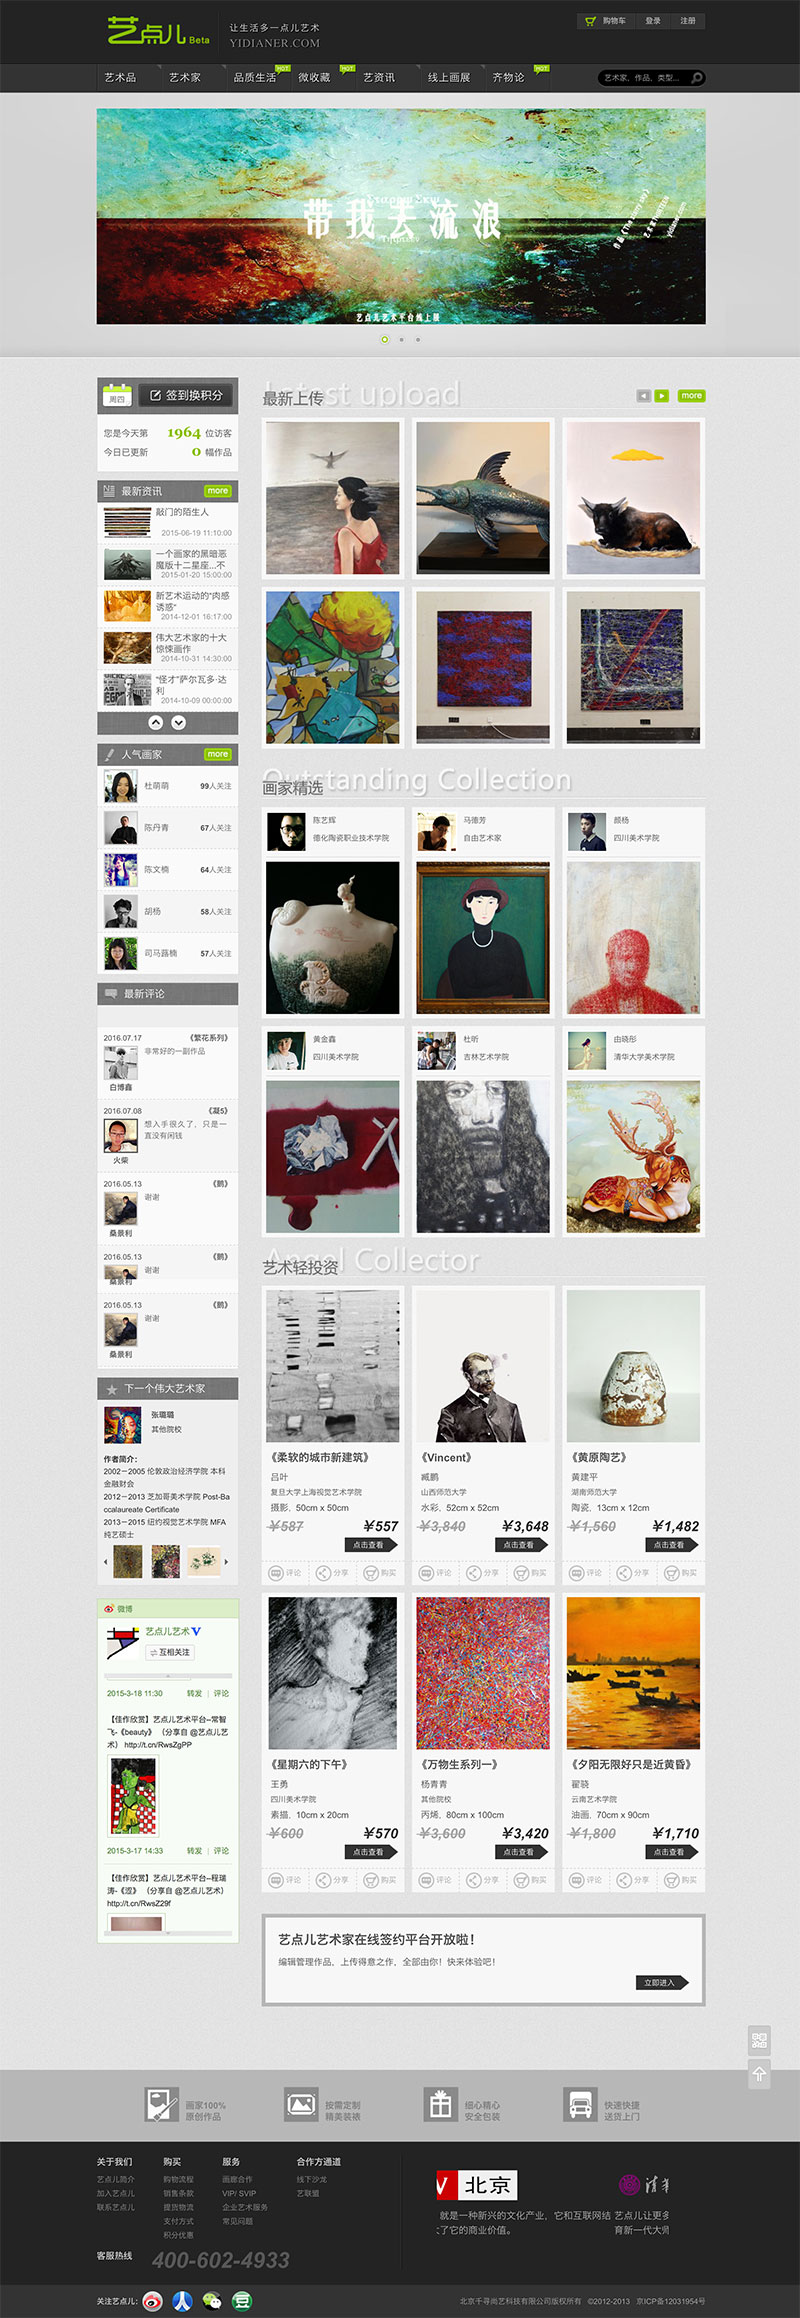 艺点儿 Beta
让生活多一点儿艺术
YIDIANER.COM
购物车 登录 注册
艺术品 艺术家 品质生活 HOT 微收藏 HOT 艺资讯 线上画展 齐物论 HOT
艺术家、作品、类型...
带我去流浪
艺点儿艺术平台线上展
周四 签到换积分
您是今天第 1964 位访客
今日已更新 0 幅作品
最新资讯 more
敲门的陌生人
2015-06-19 11:10:00
一个画家的黑暗恶
魔版十二星座...不
2015-01-20 15:00:00
新艺术运动的“肉感
诱惑”
2014-12-01 16:17:00
伟大艺术家的十大
惊悚画作
2014-10-31 14:30:00
“怪才”萨尔瓦多·达
利
2014-10-09 00:00:00
人气画家 more
杜萌萌 99人关注
陈丹青 67人关注
陈文楠 64人关注
胡杨 58人关注
司马露楠 57人关注
最新评论
2016.07.17 《繁花系列》
非常好的一副作品
白博鑫
2016.07.08 《凝5》
想入手很久了，只是一
直没有闲钱
火柴
2016.05.13 《鹅》
谢谢
桑景利
2016.05.13 《鹅》
谢谢
桑景利
2016.05.13 《鹅》
谢谢
桑景利
下一个伟大艺术家
张璐璐
其他院校
作者简介:
2002－2005 伦敦政治经济学院 本科
金融财会
2012－2013 芝加哥美术学院 Post-Ba
ccalaureate Certificate
2013－2015 纽约视觉艺术学院 MFA
纯艺硕士
微博
艺点儿艺术 V
互相关注
2015-3-18 11:30 转发 | 评论
【佳作欣赏】艺点儿艺术平台--常智
飞-《beauty》 （分享自 @艺点儿艺
术） http://t.cn/RwsZgPP
2015-3-17 14:33 转发 | 评论
【佳作欣赏】艺点儿艺术平台--程瑞
涛-《涩》 （分享自 @艺点儿艺术）
http://t.cn/RwsZ29f
Latest upload
最新上传 more
Outstanding Collection
画家精选
陈艺辉
德化陶瓷职业技术学院
马德芳
自由艺术家
颜杨
四川美术学院
黄金鑫
四川美术学院
杜昕
吉林艺术学院
由晓彤
清华大学美术学院
Angel Collector
艺术轻投资
《柔软的城市新建筑》
吕叶
复旦大学上海视觉艺术学院
摄影、50cm x 50cm
￥587 ￥557
点击查看
评论 分享 购买
《Vincent》
臧鹏
山西师范大学
水彩、52cm x 52cm
￥3,840 ￥3,648
点击查看
评论 分享 购买
《黄原陶艺》
黄建平
湖南师范大学
陶瓷、13cm x 12cm
￥1,560 ￥1,482
点击查看
评论 分享 购买
《星期六的下午》
王勇
四川美术学院
素描、10cm x 20cm
￥600 ￥570
点击查看
评论 分享 购买
《万物生系列一》
杨青青
其他院校
丙烯、80cm x 100cm
￥3,600 ￥3,420
点击查看
评论 分享 购买
《夕阳无限好只是近黄昏》
翟骁
云南艺术学院
油画、70cm x 90cm
￥1,800 ￥1,710
点击查看
评论 分享 购买
艺点儿艺术家在线签约平台开放啦！
编辑管理作品，上传得意之作，全部由你！快来体验吧！
立即进入
画家100%
原创作品
按需定制
精美装裱
细心精心
安全包装
快速快捷
送货上门
关于我们 购买 服务 合作方通道
艺点儿简介 购物流程 画廊合作 线下沙龙
加入艺点儿 销售条款 VIP/ SVIP 艺联盟
联系艺点儿 提货物流 企业艺术服务
支付方式 常见问题
积分优惠
北京
就是一种新兴的文化产业，它和互联网结
了它的商业价值。
艺点儿让更多
育新一代大师
客服热线 400-602-4933
关注艺点儿:
北京千寻尚艺科技有限公司版权所有 ©2012-2013 京ICP备12031954号